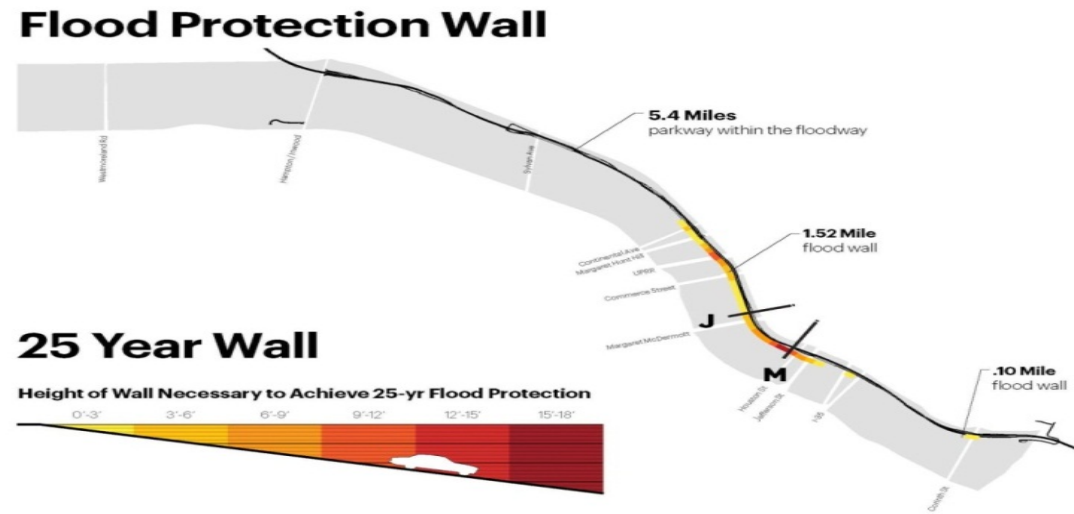 Flood Protection Wall
5.4 Miles
parkway within the floodway
Westmoreland Rd
Hampton / Inwood
Sylvan Ave
1.52 Mile
flood wall
Continental Ave
Margaret Hunt Hill
UPRR
Commerce Street
J
Margaret McDermott
M
Houston St
Jefferson St
I-35
.10 Mile
flood wall
Corinth St
25 Year Wall
Height of Wall Necessary to Achieve 25-yr Flood Protection
0'-3' 3'-6' 6'-9' 9'-12' 12'-15' 15'-18'